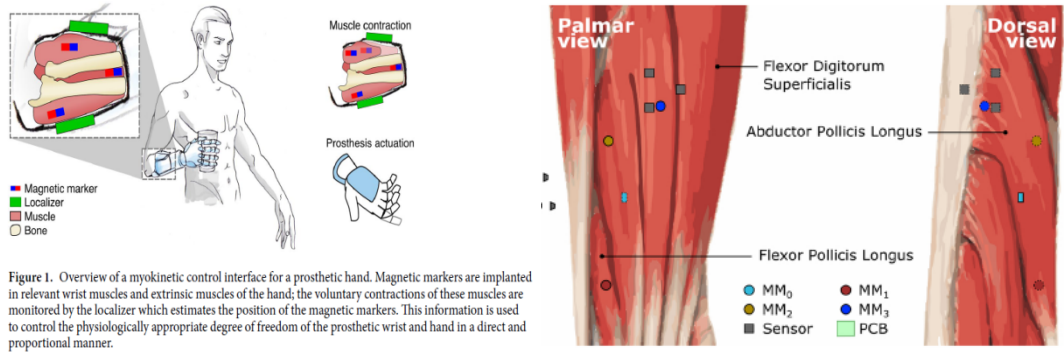 Muscle contraction
Prosthesis actuation
Magnetic marker
Localizer
Muscle
Bone
Figure 1. Overview of a myokinetic control interface for a prosthetic hand. Magnetic markers are implanted
in relevant wrist muscles and extrinsic muscles of the hand; the voluntary contractions of these muscles are
monitored by the localizer which estimates the position of the magnetic markers. This information is used
to control the physiologically appropriate degree of freedom of the prosthetic wrist and hand in a direct and
proportional manner.
Palmar
view
Dorsal
view
Flexor Digitorum
Superficialis
Abductor Pollicis Longus
Flexor Pollicis Longus
MM₀ MM₁
MM₂ MM₃
Sensor PCB